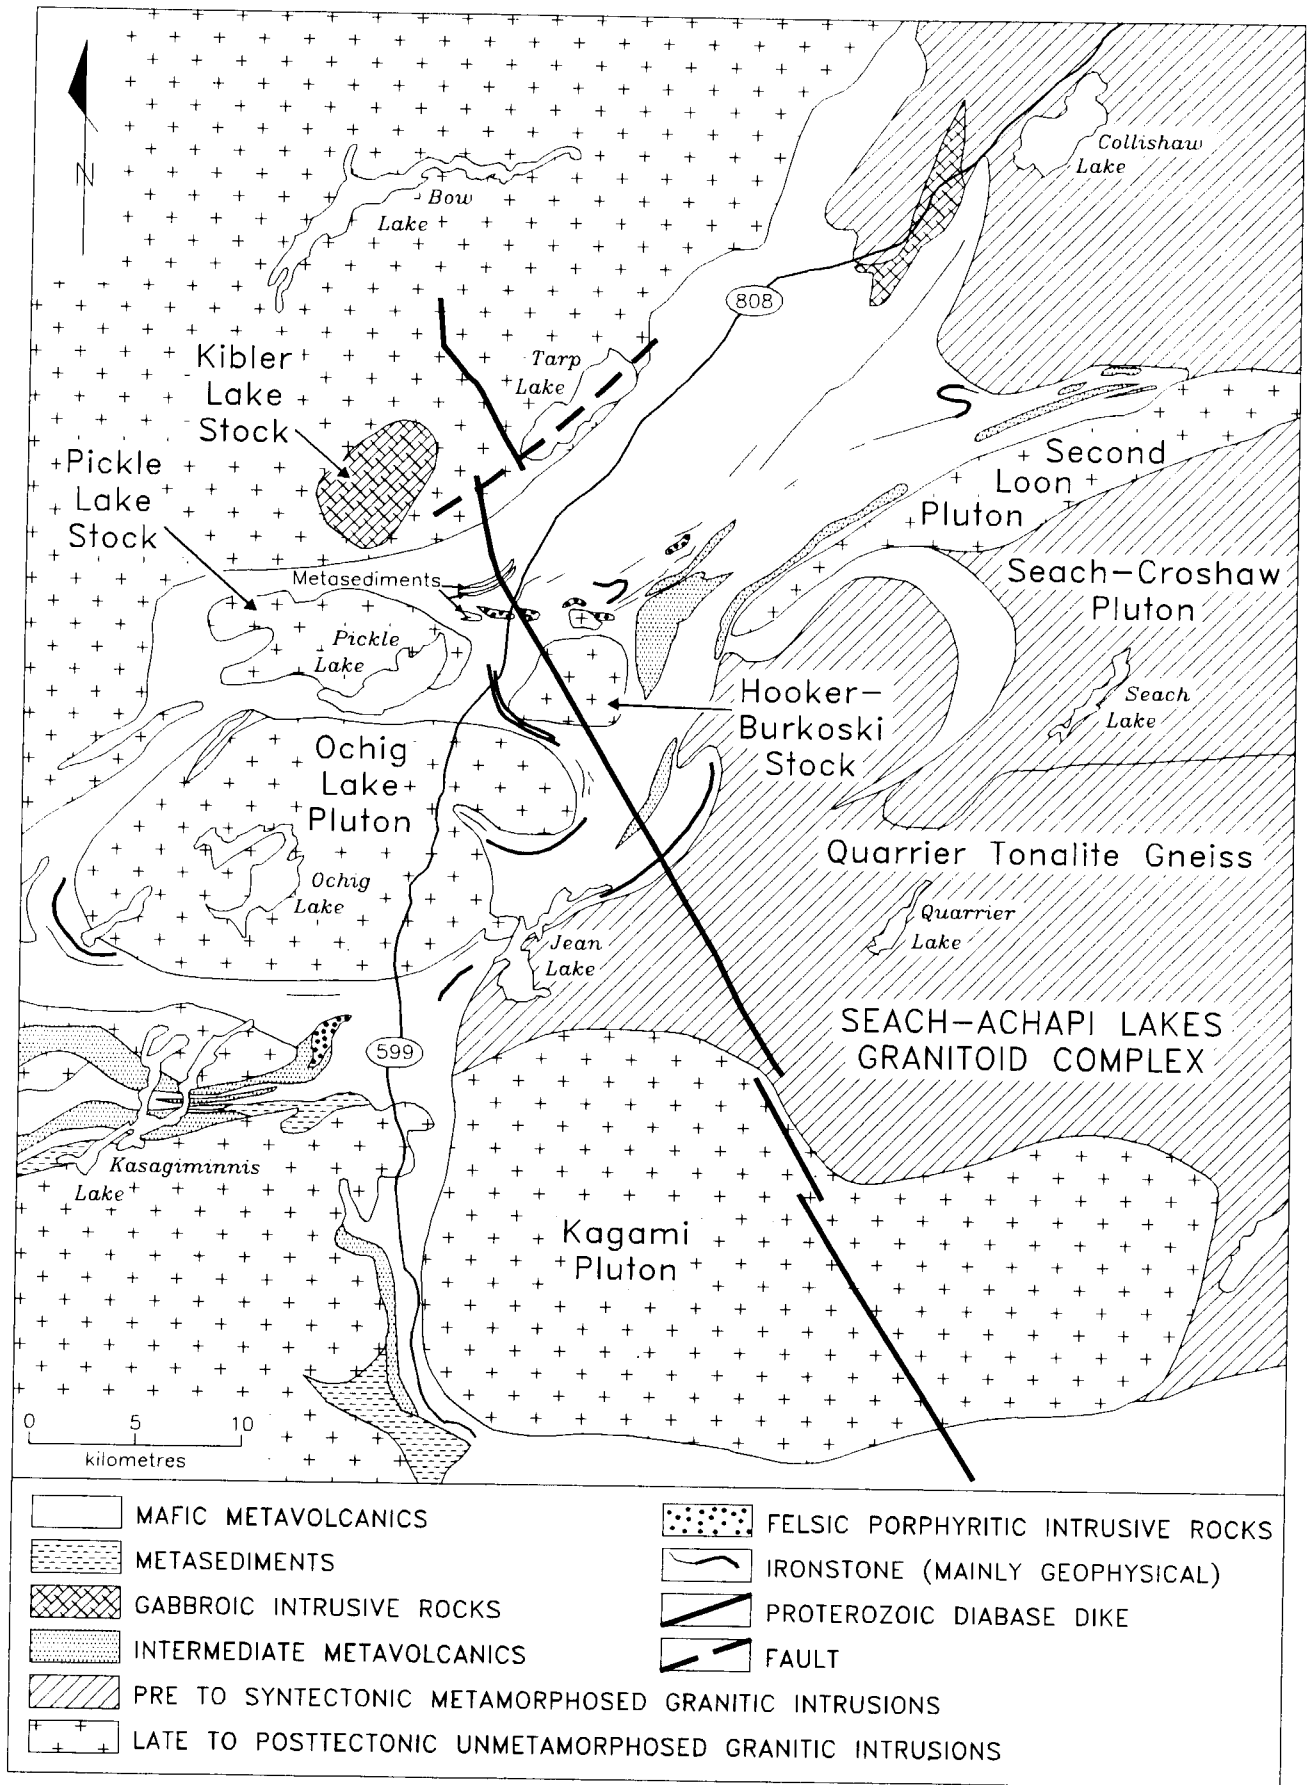 N
Collishaw
Lake
Bow
Lake
808
Kibler
Lake
Stock
Tarp
Lake
Pickle
Lake
Stock
Second
Loon
Pluton
Metasediments
Seach-Croshaw
Pluton
Pickle
Lake
Hooker-
Burkoski
Stock
Seach
Lake
Ochig
Lake
Pluton
Quarrier Tonalite Gneiss
Ochig
Lake
Quarrier
Lake
Jean
Lake
SEACH-ACHAPI LAKES
GRANITOID COMPLEX
599
Kasagiminnis
Lake
Kagami
Pluton
0 5 10
kilometres
MAFIC METAVOLCANICS
METASEDIMENTS
GABBROIC INTRUSIVE ROCKS
INTERMEDIATE METAVOLCANICS
PRE TO SYNTECTONIC METAMORPHOSED GRANITIC INTRUSIONS
LATE TO POSTTECTONIC UNMETAMORPHOSED GRANITIC INTRUSIONS
FELSIC PORPHYRITIC INTRUSIVE ROCKS
IRONSTONE (MAINLY GEOPHYSICAL)
PROTEROZOIC DIABASE DIKE
FAULT